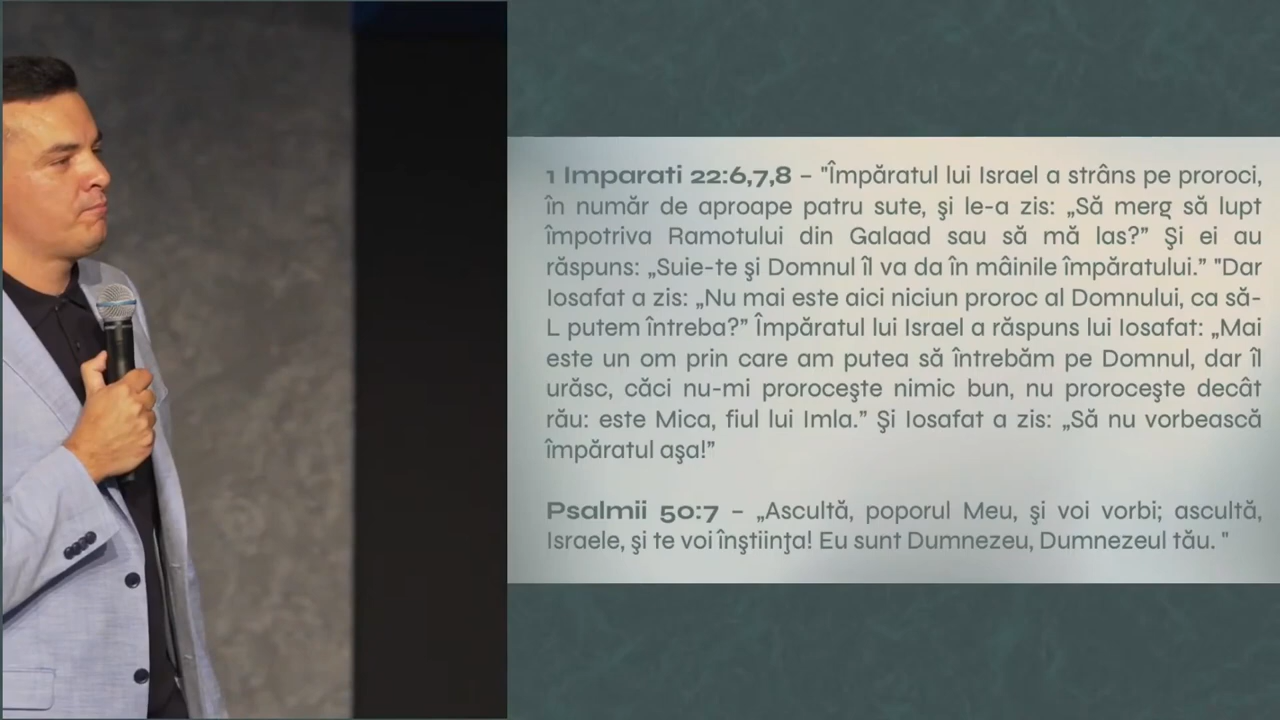 1 Imparati 22:6,7,8 – "Împăratul lui Israel a strâns pe proroci,
în număr de aproape patru sute, şi le-a zis: „Să merg să lupt
împotriva Ramotului din Galaad sau să mă las?” Şi ei au
răspuns: „Suie-te şi Domnul îl va da în mâinile împăratului.” "Dar
Iosafat a zis: „Nu mai este aici niciun proroc al Domnului, ca să-
L putem întreba?” Împăratul lui Israel a răspuns lui Iosafat: „Mai
este un om prin care am putea să întrebăm pe Domnul, dar îl
urăsc, căci nu-mi proroceşte nimic bun, nu proroceşte decât
rău: este Mica, fiul lui Imla.” Şi Iosafat a zis: „Să nu vorbească
împăratul aşa!”
Psalmii 50:7 – „Ascultă, poporul Meu, şi voi vorbi; ascultă,
Israele, şi te voi înştiinţa! Eu sunt Dumnezeu, Dumnezeul tău. "